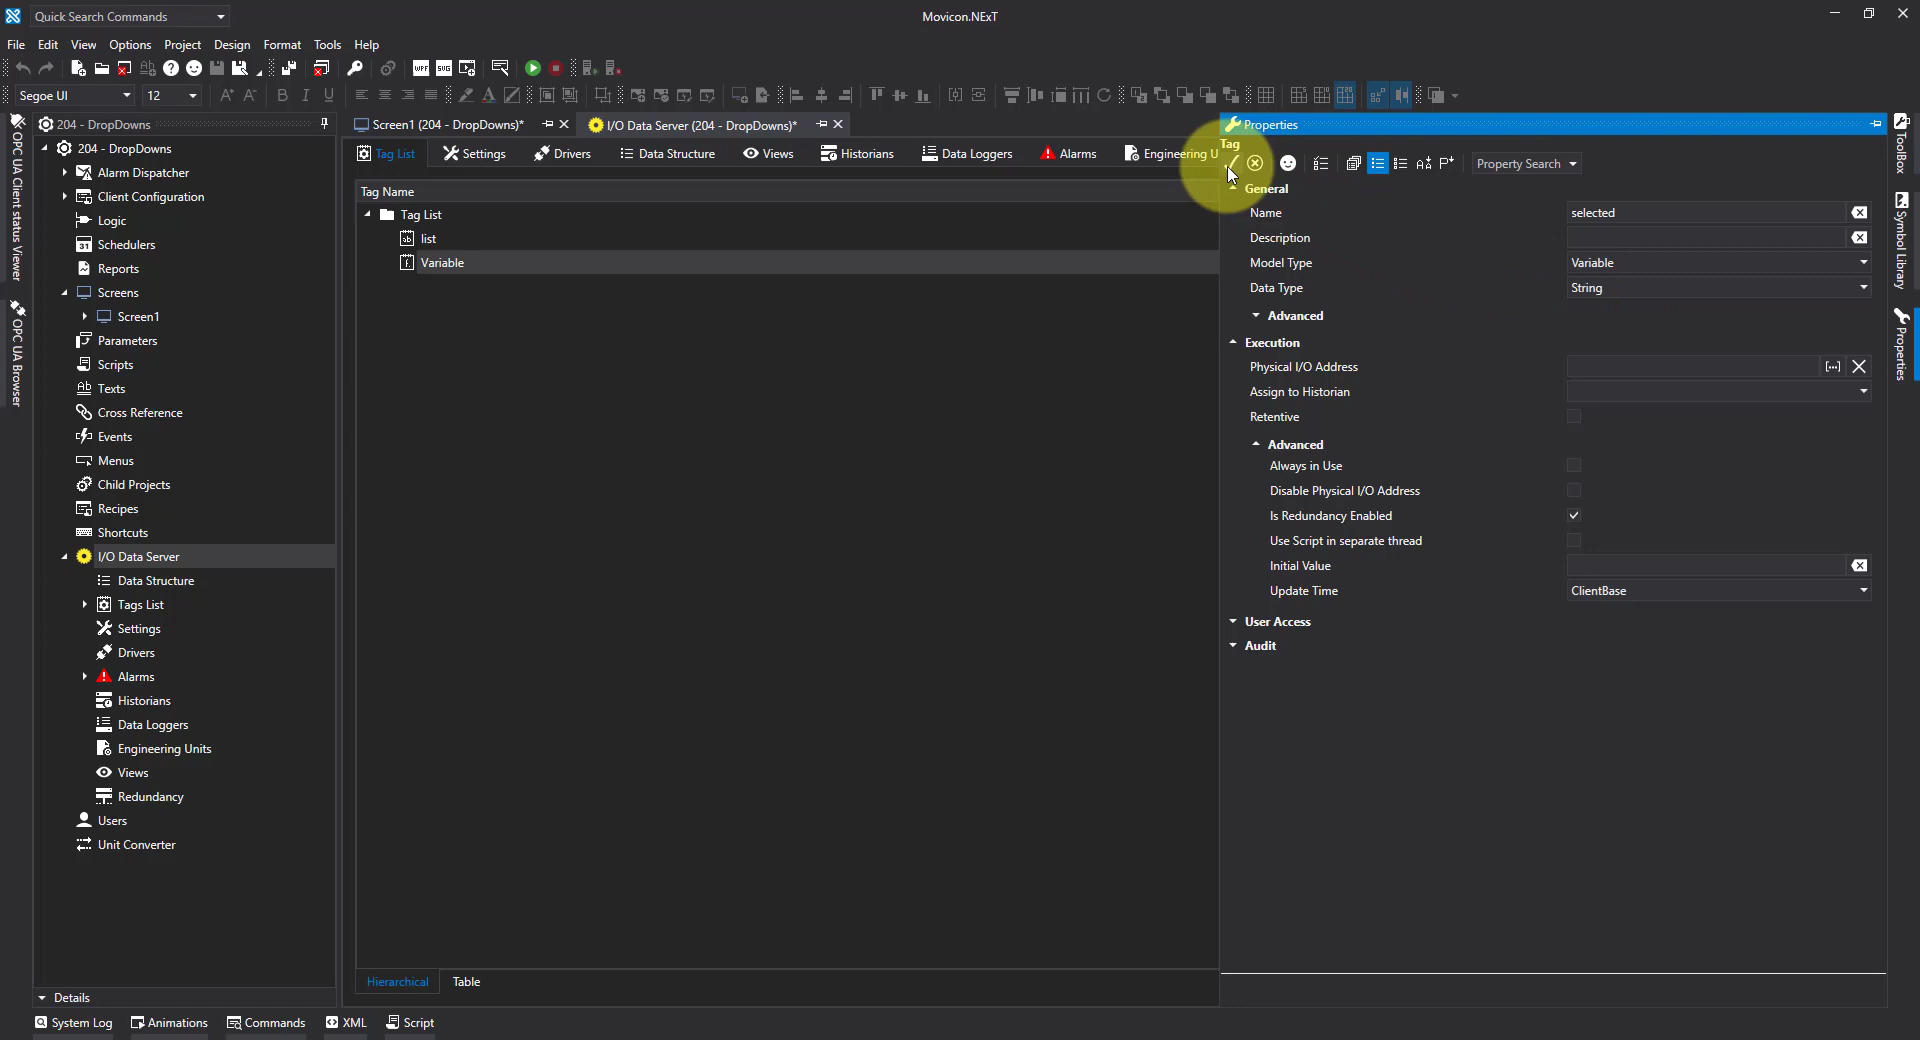 Quick Search Commands
Movicon.NExT
File Edit View Options Project Design Format Tools Help
Segoe UI 12
204 - DropDowns
204 - DropDowns
Alarm Dispatcher
Client Configuration
Logic
Schedulers
Reports
Screens
Screen1
Parameters
Scripts
Texts
Cross Reference
Events
Menus
Child Projects
Recipes
Shortcuts
I/O Data Server
Data Structure
Tags List
Settings
Drivers
Alarms
Historians
Data Loggers
Engineering Units
Views
Redundancy
Users
Unit Converter
Details
OPC UA Client status Viewer
OPC UA Browser
Screen1 (204 - DropDowns)*
I/O Data Server (204 - DropDowns)*
Tag List Settings Drivers Data Structure Views Historians Data Loggers Alarms Engineering U
Tag Name
Tag List
list
Variable
Hierarchical Table
Properties
Tag
Property Search
General
Name selected
Description
Model Type Variable
Data Type String
Advanced
Execution
Physical I/O Address
Assign to Historian
Retentive
Advanced
Always in Use
Disable Physical I/O Address
Is Redundancy Enabled
Use Script in separate thread
Initial Value
Update Time ClientBase
User Access
Audit
ToolBox
Symbol Library
Properties
System Log Animations Commands XML Script